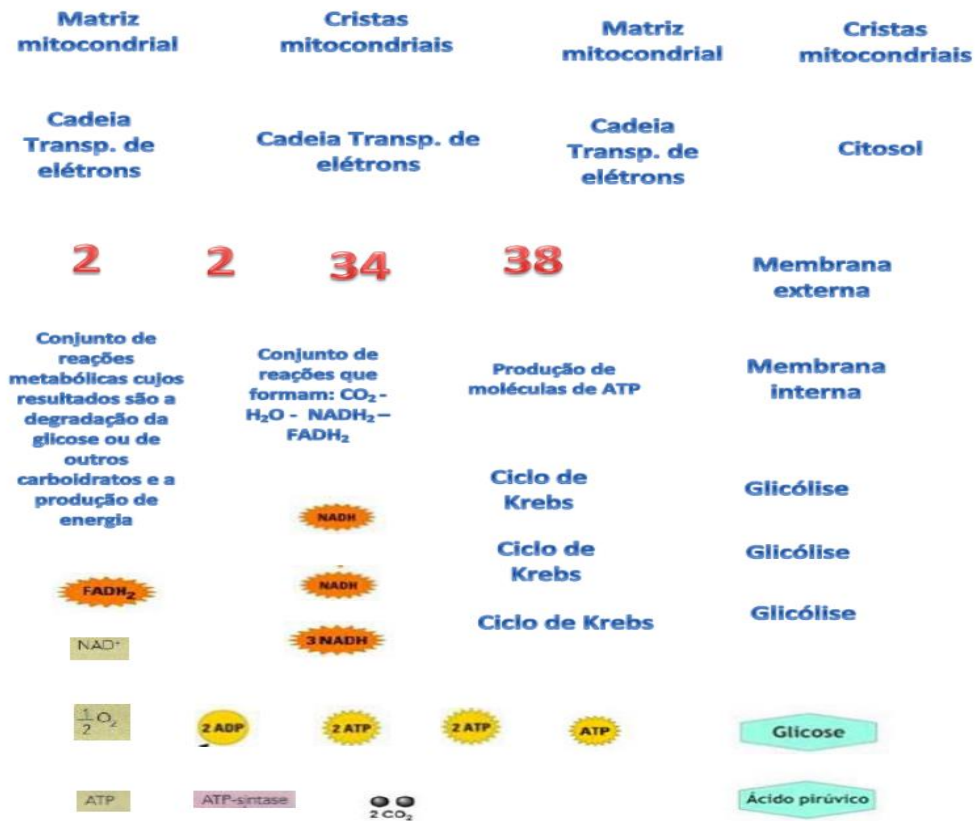 Matriz
mitocondrial
Cristas
mitocondriais
Matriz
mitocondrial
Cristas
mitocondriais
Cadeia
Transp. de
elétrons
Cadeia Transp. de
elétrons
Cadeia
Transp. de
elétrons
Citosol
2
2
34
38
Membrana
externa
Conjunto de
reações
metabólicas cujos
resultados são a
degradação da
glicose ou de
outros
carboidratos e a
produção de
energia
Conjunto de
reações que
formam: CO₂ -
H₂O - NADH₂ –
FADH₂
Produção de
moléculas de ATP
Membrana
interna
Ciclo de
Krebs
Glicólise
NADH
Ciclo de
Krebs
Glicólise
FADH₂
NADH
Ciclo de Krebs
Glicólise
NAD⁺
3 NADH
1/2 O₂
2 ADP
2 ATP
2 ATP
ATP
Glicose
ATP
ATP-sintase
2 CO₂
Ácido pirúvico